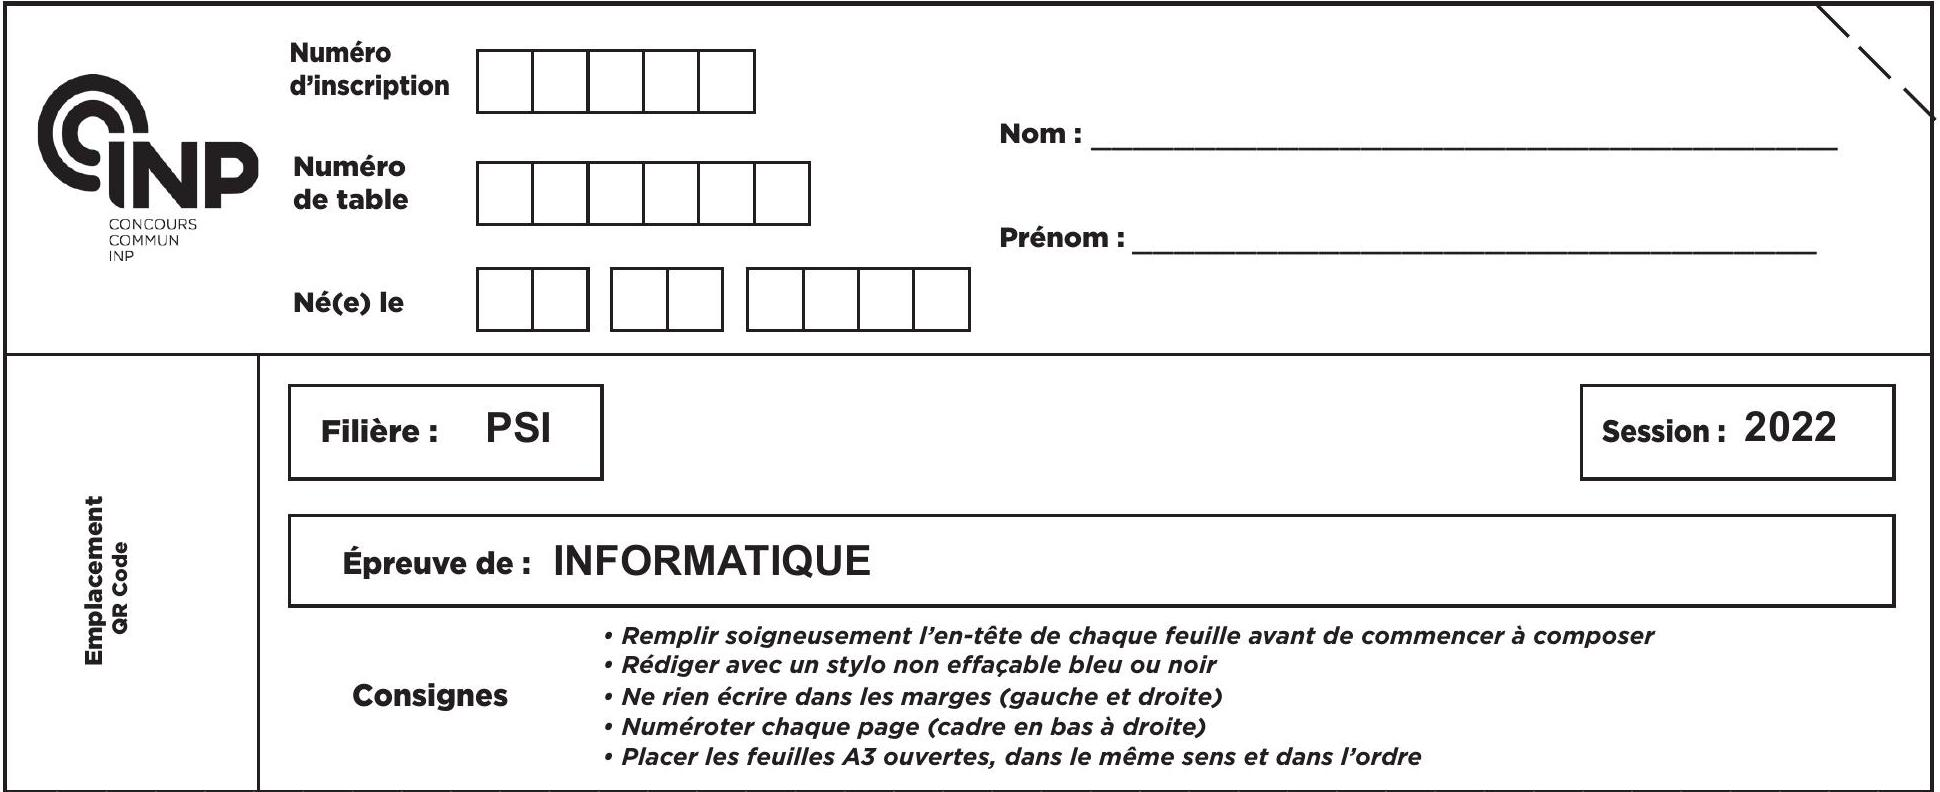 Numéro
d'inscription
Numéro
de table
Né(e) le
Nom :
Prénom :
CINP
CONCOURS
COMMUN
INP
Emplacement
QR Code
Filière : PSI
Session : 2022
Épreuve de : INFORMATIQUE
Consignes
• Remplir soigneusement l'en-tête de chaque feuille avant de commencer à composer
• Rédiger avec un stylo non effaçable bleu ou noir
• Ne rien écrire dans les marges (gauche et droite)
• Numéroter chaque page (cadre en bas à droite)
• Placer les feuilles A3 ouvertes, dans le même sens et dans l'ordre